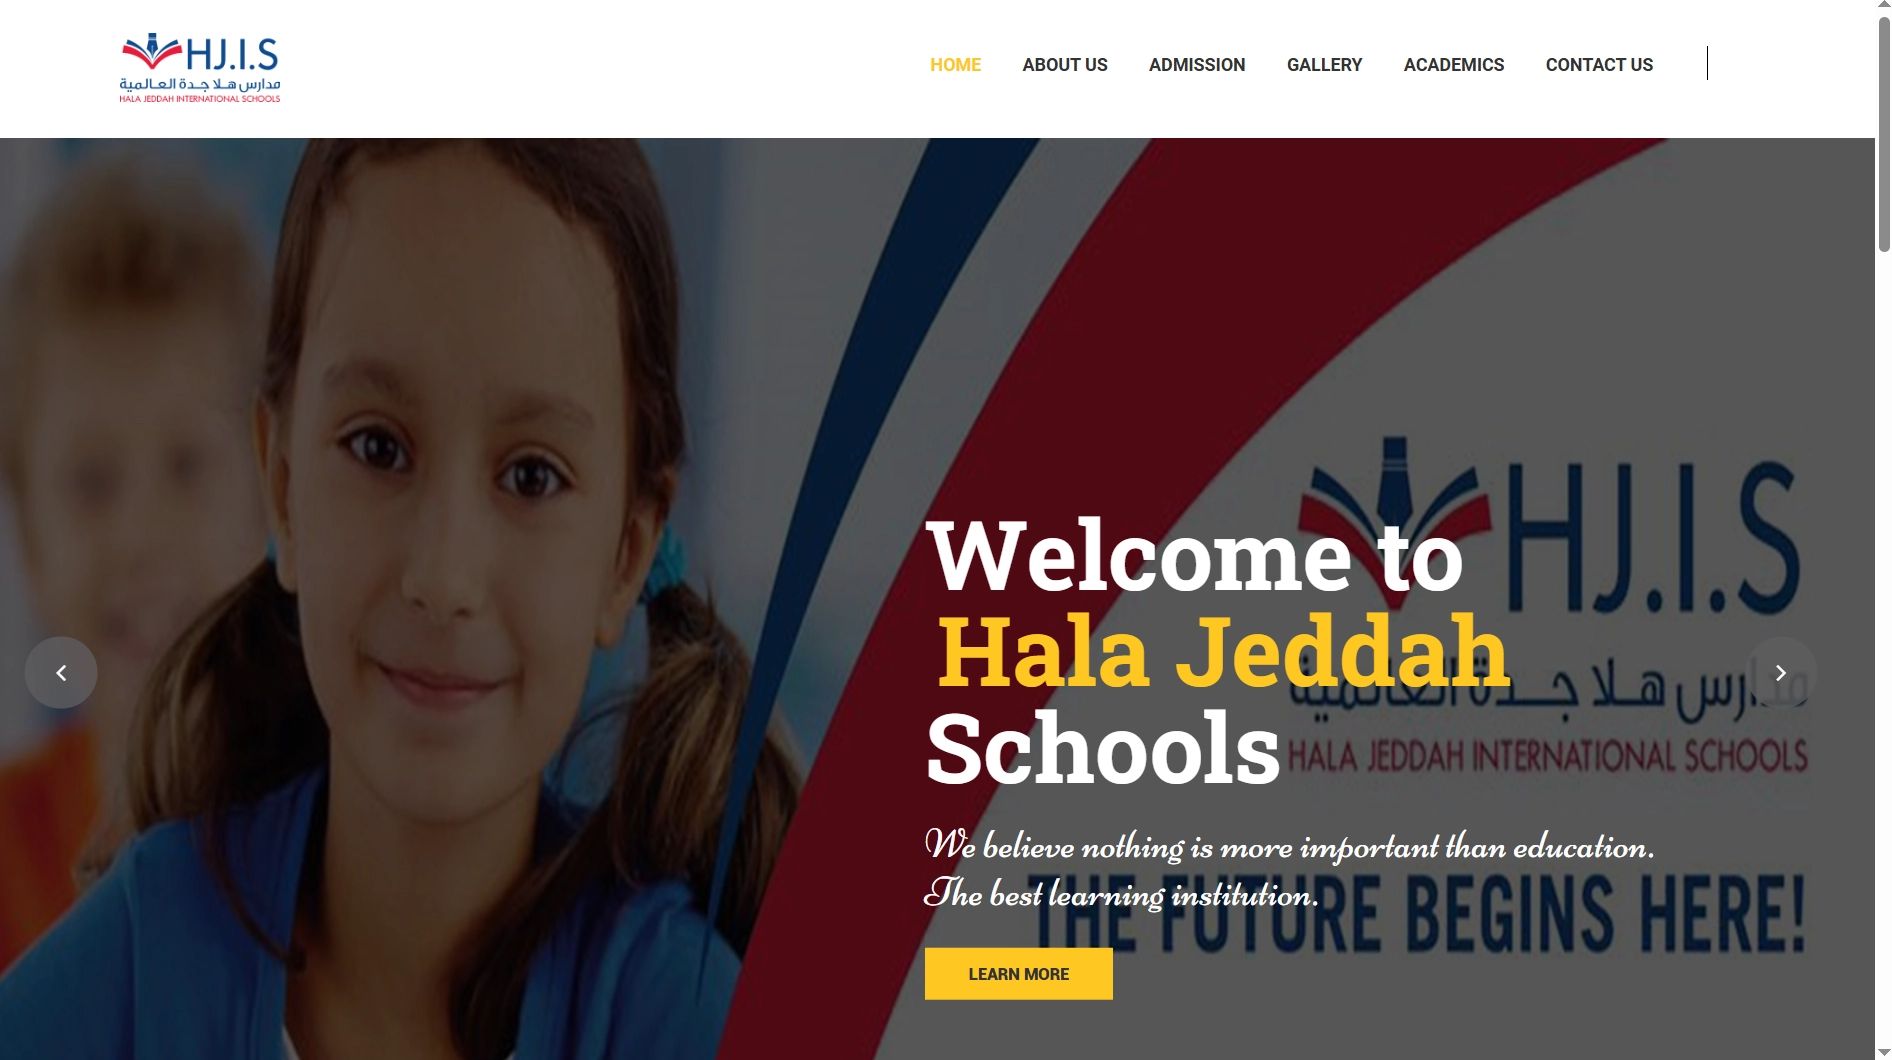 HJ.I.S
مدارس هلا جدة العالمية
HALA JEDDAH INTERNATIONAL SCHOOLS
HOME
ABOUT US
ADMISSION
GALLERY
ACADEMICS
CONTACT US
HJ.I.S
Welcome to
Hala Jeddah
مدارس هلا جدة العالمية
Schools
HALA JEDDAH INTERNATIONAL SCHOOLS
We believe nothing is more important than education.
The best learning institution.
THE FUTURE BEGINS HERE!
LEARN MORE